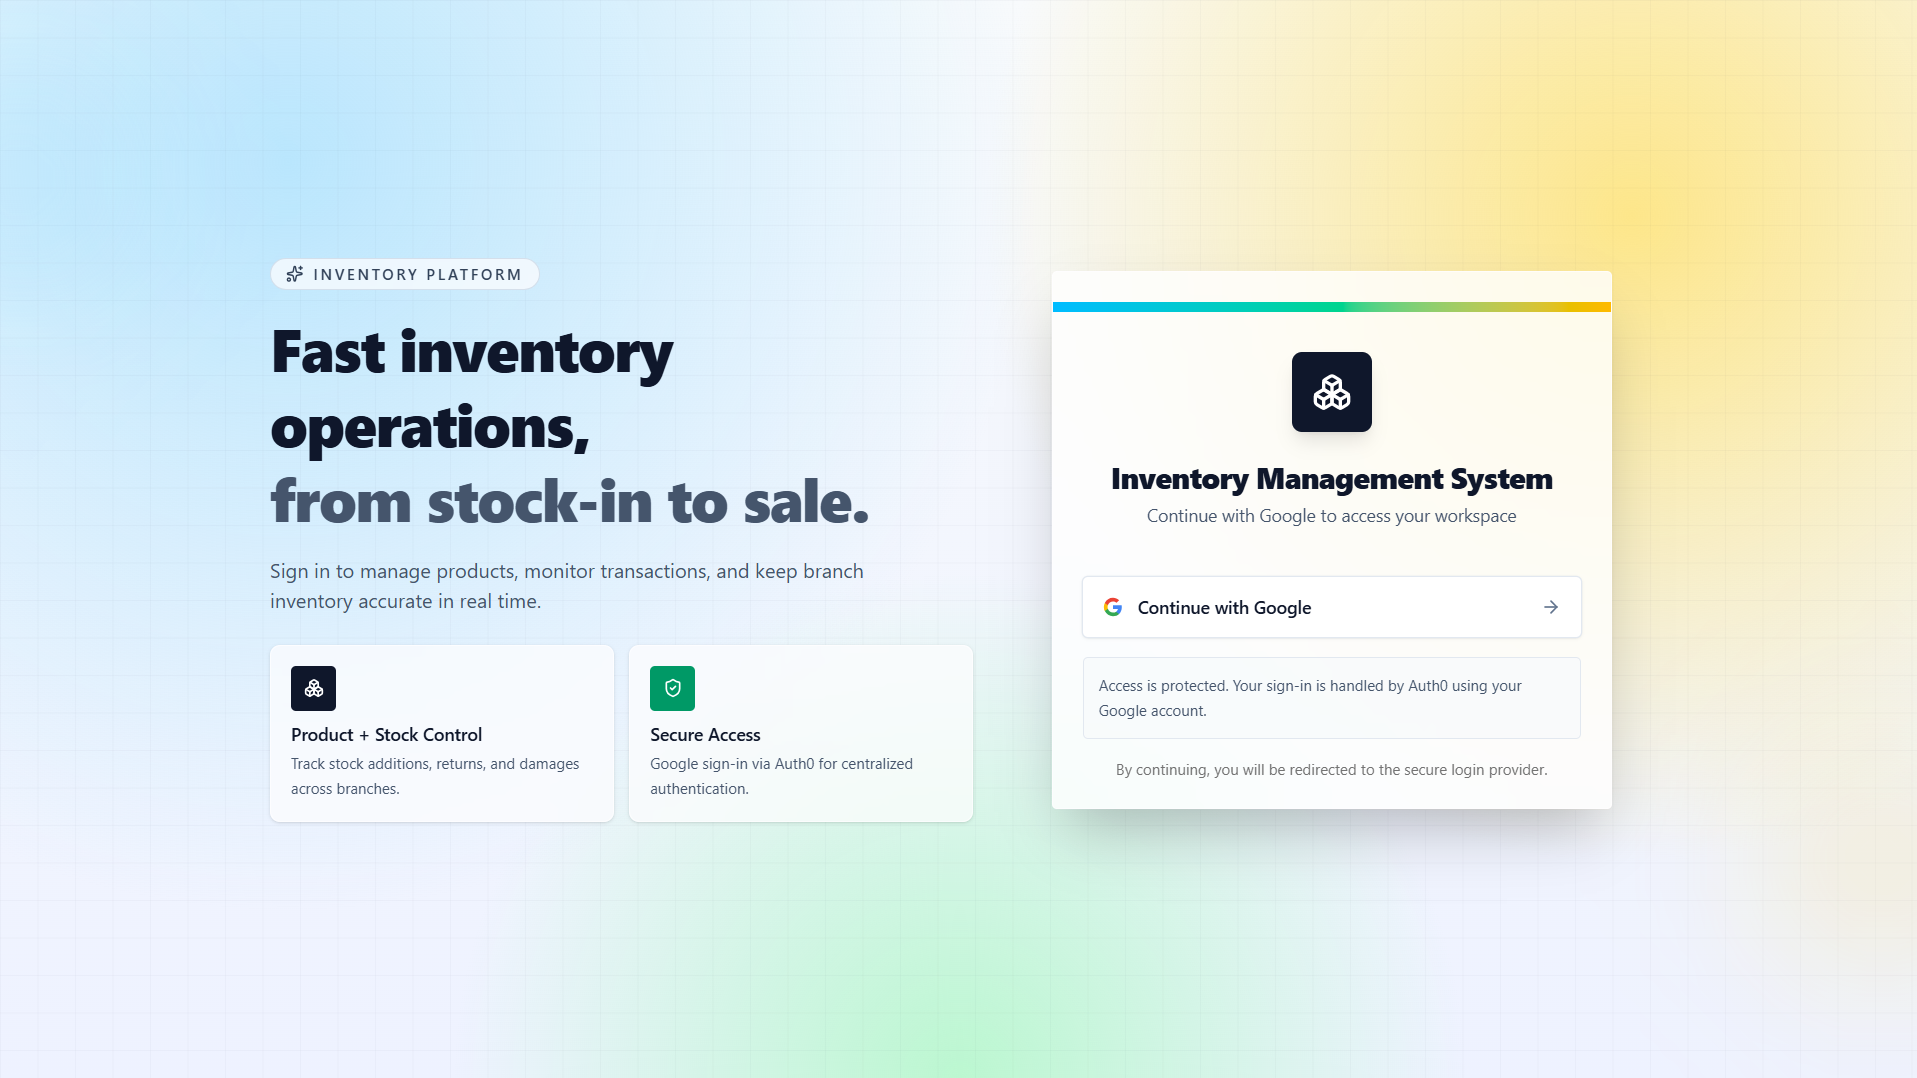 INVENTORY PLATFORM
Fast inventory
operations,
from stock-in to sale.
Sign in to manage products, monitor transactions, and keep branch
inventory accurate in real time.
Product + Stock Control
Track stock additions, returns, and damages
across branches.
Secure Access
Google sign-in via Auth0 for centralized
authentication.
Inventory Management System
Continue with Google to access your workspace
Continue with Google
Access is protected. Your sign-in is handled by Auth0 using your
Google account.
By continuing, you will be redirected to the secure login provider.